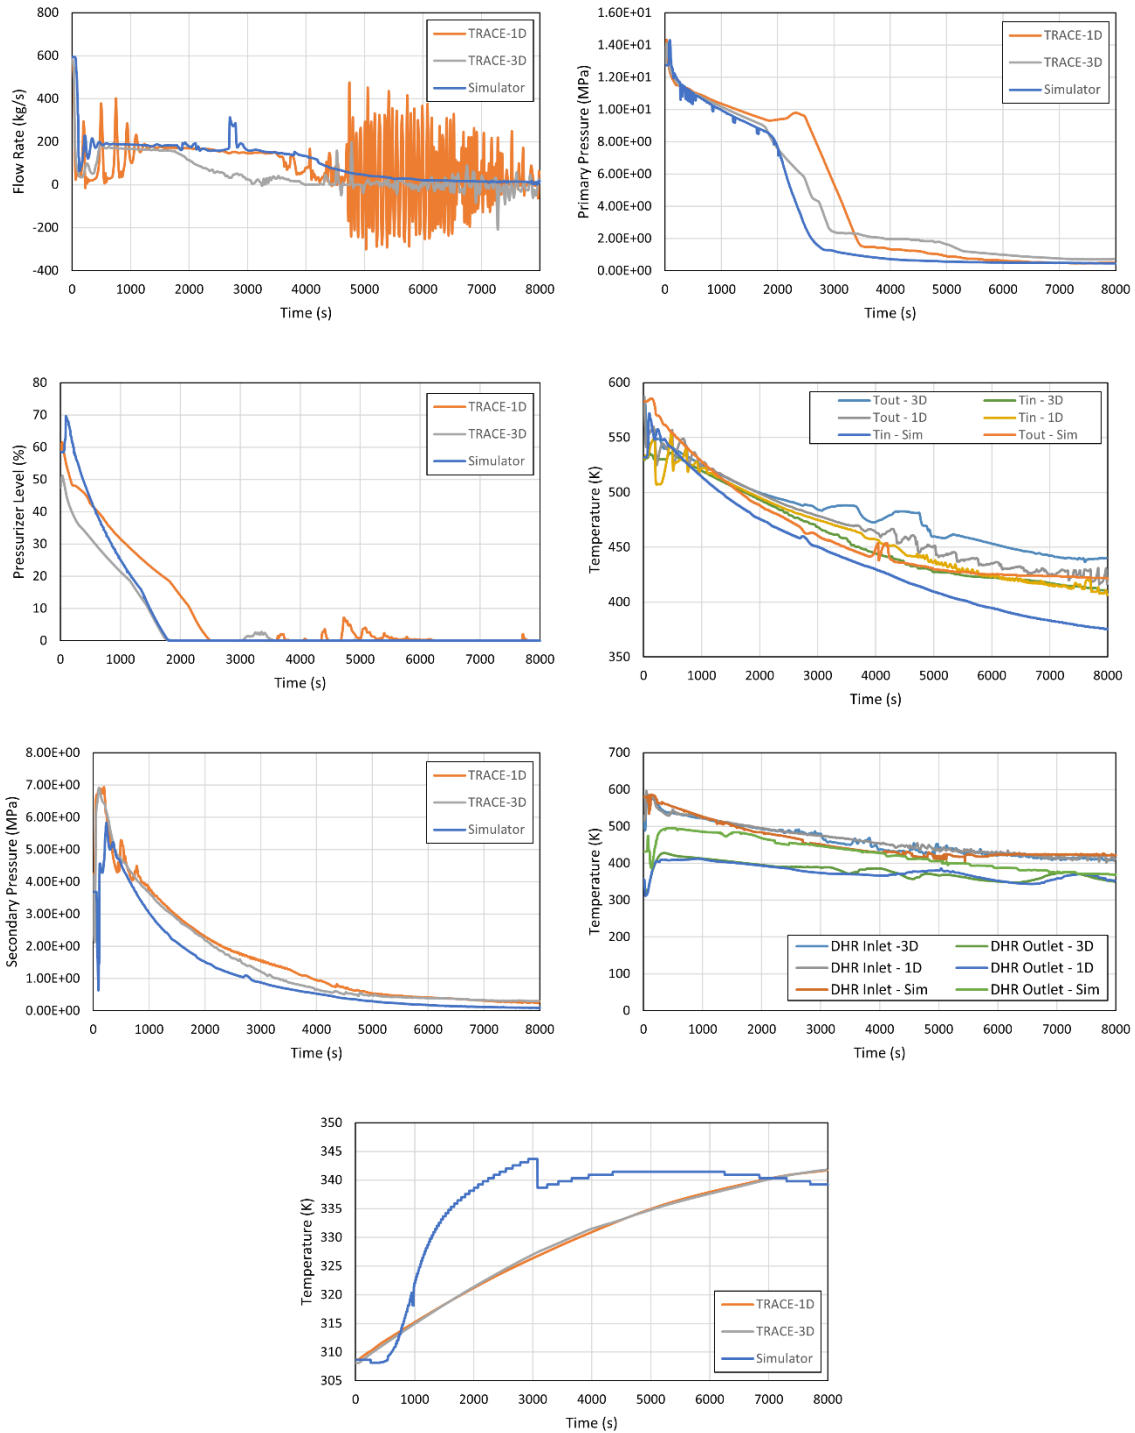 800
600
400
200
0
-200
-400
Flow Rate (kg/s)
0 1000 2000 3000 4000 5000 6000 7000 8000
Time (s)
TRACE-1D
TRACE-3D
Simulator
1.60E+01
1.40E+01
1.20E+01
1.00E+01
8.00E+00
6.00E+00
4.00E+00
2.00E+00
0.00E+00
Primary Pressure (MPa)
0 1000 2000 3000 4000 5000 6000 7000 8000
Time (s)
TRACE-1D
TRACE-3D
Simulator
80
70
60
50
40
30
20
10
0
Pressurizer Level (%)
0 1000 2000 3000 4000 5000 6000 7000 8000
Time (s)
TRACE-1D
TRACE-3D
Simulator
600
550
500
450
400
350
Temperature (K)
0 1000 2000 3000 4000 5000 6000 7000 8000
Time (s)
Tout - 3D Tin - 3D
Tout - 1D Tin - 1D
Tin - Sim Tout - Sim
8.00E+00
7.00E+00
6.00E+00
5.00E+00
4.00E+00
3.00E+00
2.00E+00
1.00E+00
0.00E+00
Secondary Pressure (MPa)
0 1000 2000 3000 4000 5000 6000 7000 8000
Time (s)
TRACE-1D
TRACE-3D
Simulator
700
600
500
400
300
200
100
0
Temperature (K)
0 1000 2000 3000 4000 5000 6000 7000 8000
Time (s)
DHR Inlet -3D DHR Outlet - 3D
DHR Inlet - 1D DHR Outlet - 1D
DHR Inlet - Sim DHR Outlet - Sim
350
345
340
335
330
325
320
315
310
305
Temperature (K)
0 1000 2000 3000 4000 5000 6000 7000 8000
Time (s)
TRACE-1D
TRACE-3D
Simulator